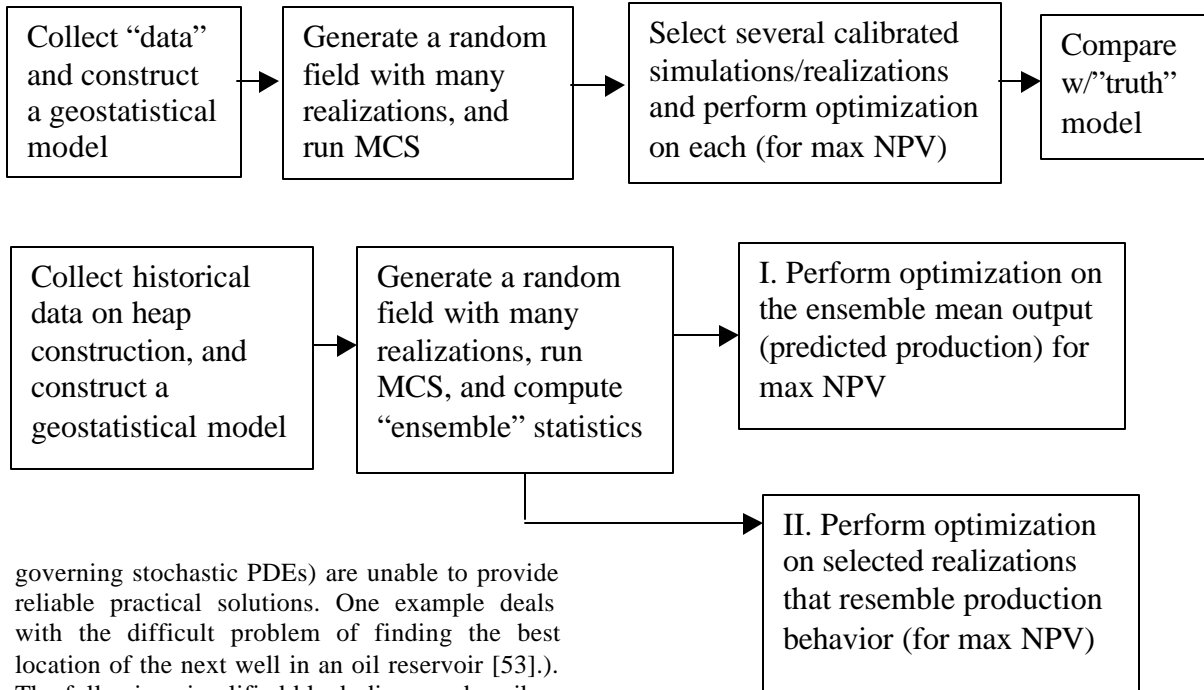 Collect “data”
and construct
a geostatistical
model
Generate a random
field with many
realizations, and
run MCS
Select several calibrated
simulations/realizations
and perform optimization
on each (for max NPV)
Compare
w/”truth”
model
Collect historical
data on heap
construction, and
construct a
geostatistical model
Generate a random
field with many
realizations, run
MCS, and compute
“ensemble” statistics
I. Perform optimization on
the ensemble mean output
(predicted production) for
max NPV
II. Perform optimization
on selected realizations
that resemble production
behavior (for max NPV)
governing stochastic PDEs) are unable to provide
reliable practical solutions. One example deals
with the difficult problem of finding the best
location of the next well in an oil reservoir [53].).